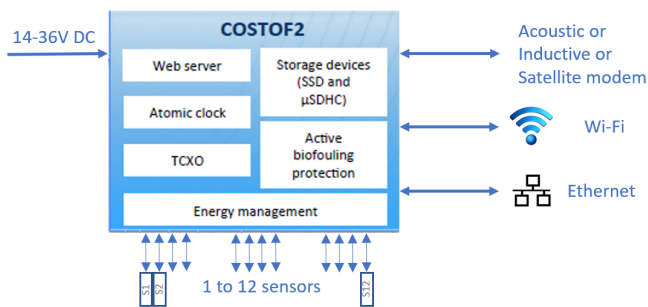 COSTOF2
14-36V DC
Web server
Storage devices
(SSD and
µSDHC)
Atomic clock
TCXO
Active
biofouling
protection
Energy management
Acoustic or
Inductive or
Satellite modem
Wi-Fi
Ethernet
S1
S2
1 to 12 sensors
S12